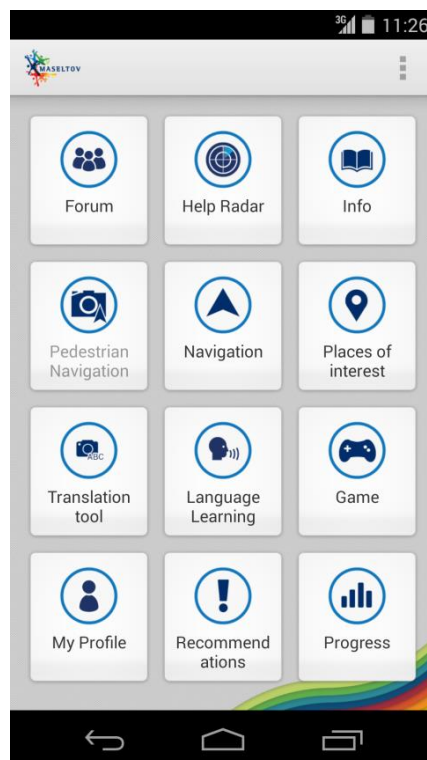 3G 11:26
MASELTOV
Forum Help Radar Info
Pedestrian Navigation Places of
Navigation interest
ABC
Translation Language Game
tool Learning
My Profile Recommend Progress
ations